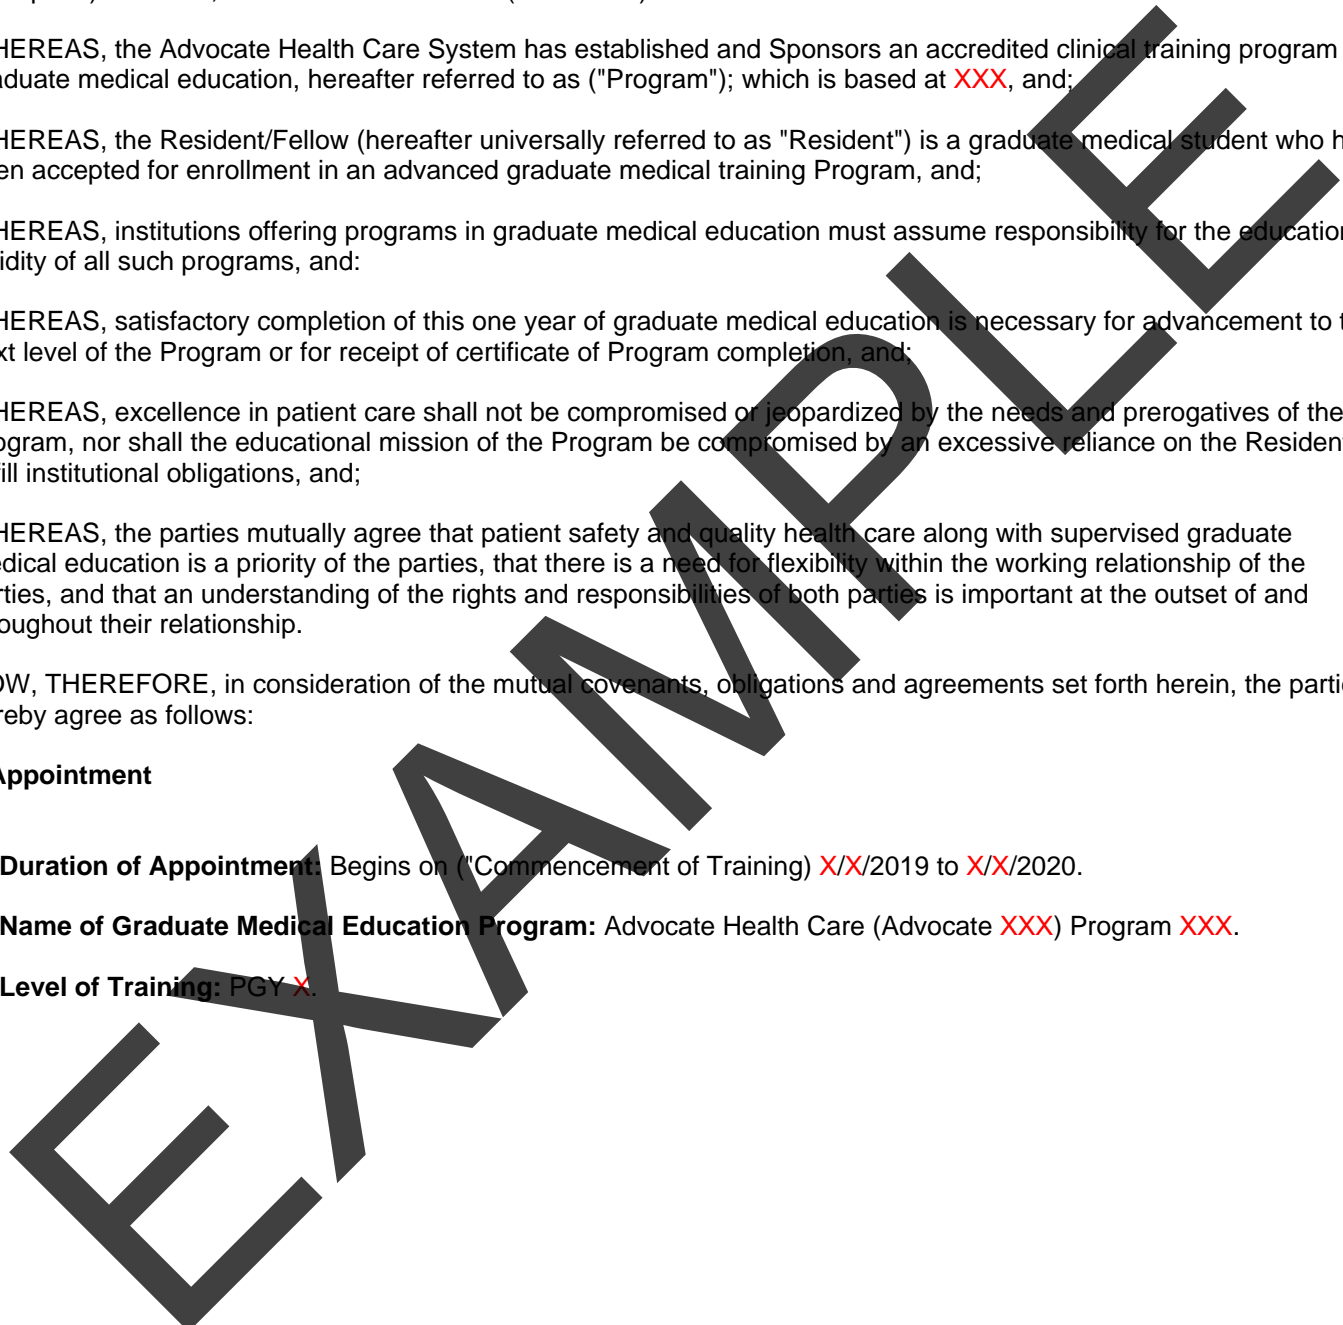 HEREAS, the Advocate Health Care System has established and Sponsors an accredited clinical training program
aduate medical education, hereafter referred to as ("Program"); which is based at XXX, and;
HEREAS, the Resident/Fellow (hereafter universally referred to as "Resident") is a graduate medical student who h
en accepted for enrollment in an advanced graduate medical training Program, and;
HEREAS, institutions offering programs in graduate medical education must assume responsibility for the education
idity of all such programs, and:
HEREAS, satisfactory completion of this one year of graduate medical education is necessary for advancement to t
xt level of the Program or for receipt of certificate of Program completion, and;
HEREAS, excellence in patient care shall not be compromised or jeopardized by the needs and prerogatives of the
ogram, nor shall the educational mission of the Program be compromised by an excessive reliance on the Resident
fill institutional obligations, and;
HEREAS, the parties mutually agree that patient safety and quality health care along with supervised graduate
edical education is a priority of the parties, that there is a need for flexibility within the working relationship of the
rties, and that an understanding of the rights and responsibilities of both parties is important at the outset of and
oughout their relationship.
OW, THEREFORE, in consideration of the mutual covenants, obligations and agreements set forth herein, the parti
reby agree as follows:
Appointment
Duration of Appointment: Begins on ("Commencement of Training) X/X/2019 to X/X/2020.
Name of Graduate Medical Education Program: Advocate Health Care (Advocate XXX) Program XXX.
Level of Training: PGY X.
EXAMPLE